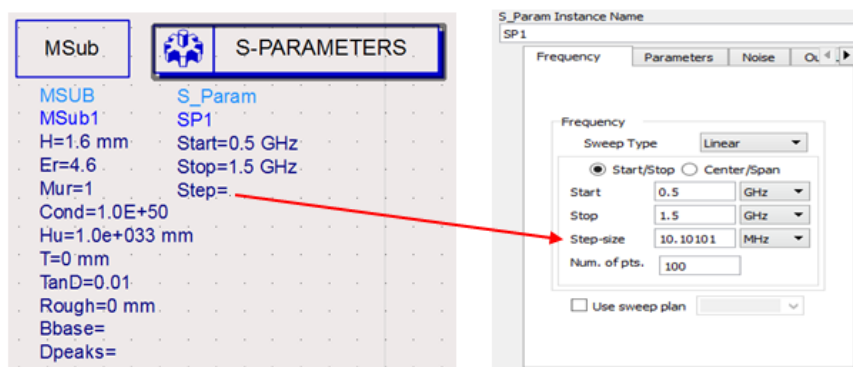 MSub
S-PARAMETERS
MSUB
MSub1
H=1.6 mm
Er=4.6
Mur=1
Cond=1.0E+50
Hu=1.0e+033 mm
T=0 mm
TanD=0.01
Rough=0 mm
Bbase=
Dpeaks=
S_Param
SP1
Start=0.5 GHz
Stop=1.5 GHz
Step=
S_Param Instance Name
SP1
Frequency Parameters Noise
Frequency
Sweep Type Linear
Start/Stop Center/Span
Start 0.5 GHz
Stop 1.5 GHz
Step-size 10.10101 MHz
Num. of pts. 100
Use sweep plan